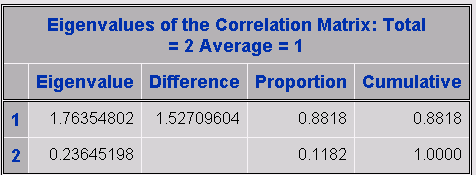 Eigenvalues of the Correlation Matrix: Total
= 2 Average = 1
Eigenvalue Difference Proportion Cumulative
1 1.76354802 1.52709604 0.8818 0.8818
2 0.23645198 0.1182 1.0000